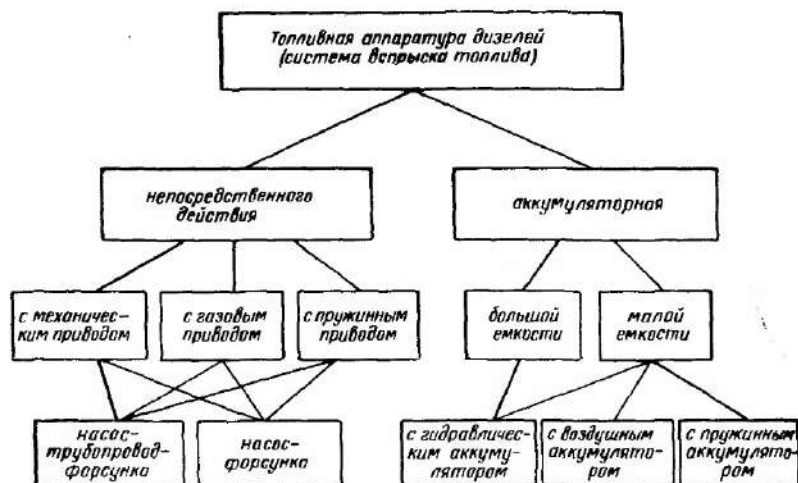 Топливная аппаратура дизелей
(система впрыска топлива)
непосредственного
действия
аккумуляторная
с механичес-
ким приводом
с газовым
приводом
с пружинным
приводом
большой
емкости
малой
емкости
насос-
трубопровод-
форсунка
насос-
форсунка
с гидравличес-
ким аккуму-
лятором
с воздушным
аккумулято-
ром
с пружинным
аккумулято-
ром